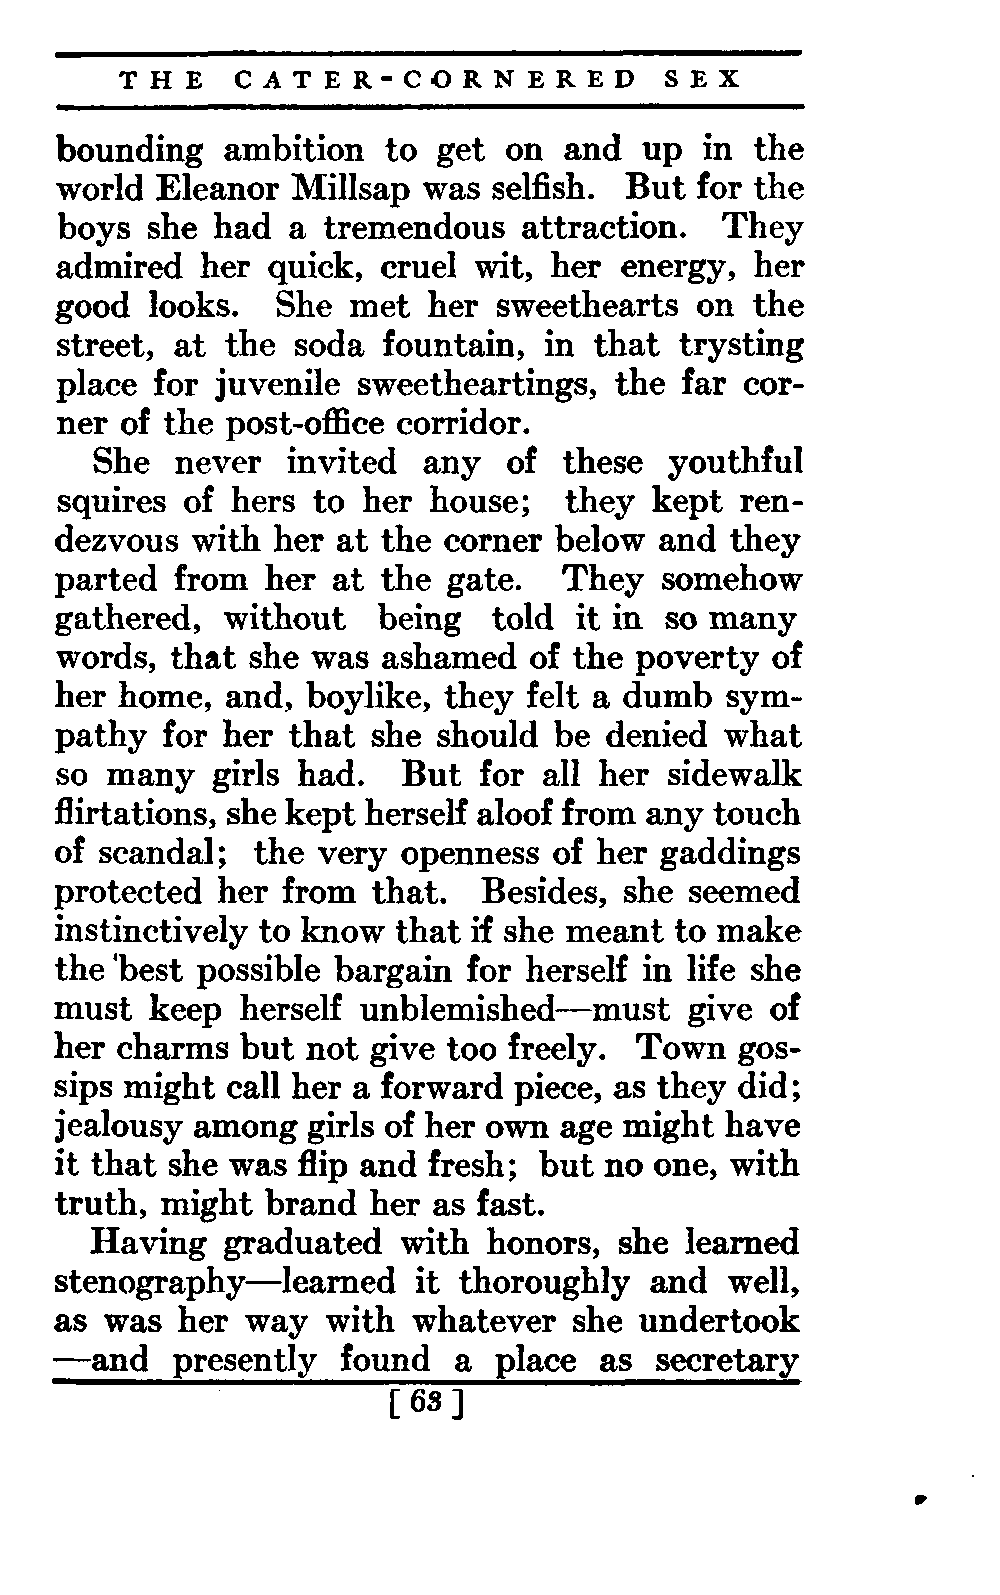 THE CATER-CORNERED SEX
bounding ambition to get on and up in the
world Eleanor Millsap was selfish. But for the
boys she had a tremendous attraction. They
admired her quick, cruel wit, her energy, her
good looks. She met her sweethearts on the
street, at the soda fountain, in that trysting
place for juvenile sweetheartings, the far cor-
ner of the post-office corridor.
She never invited any of these youthful
squires of hers to her house; they kept ren-
dezvous with her at the corner below and they
parted from her at the gate. They somehow
gathered, without being told it in so many
words, that she was ashamed of the poverty of
her home, and, boylike, they felt a dumb sym-
pathy for her that she should be denied what
so many girls had. But for all her sidewalk
flirtations, she kept herself aloof from any touch
of scandal; the very openness of her gaddings
protected her from that. Besides, she seemed
instinctively to know that if she meant to make
the 'best possible bargain for herself in life she
must keep herself unblemished—must give of
her charms but not give too freely. Town gos-
sips might call her a forward piece, as they did;
jealousy among girls of her own age might have
it that she was flip and fresh; but no one, with
truth, might brand her as fast.
Having graduated with honors, she learned
stenography—learned it thoroughly and well,
as was her way with whatever she undertook
—and presently found a place as secretary
[ 63 ]